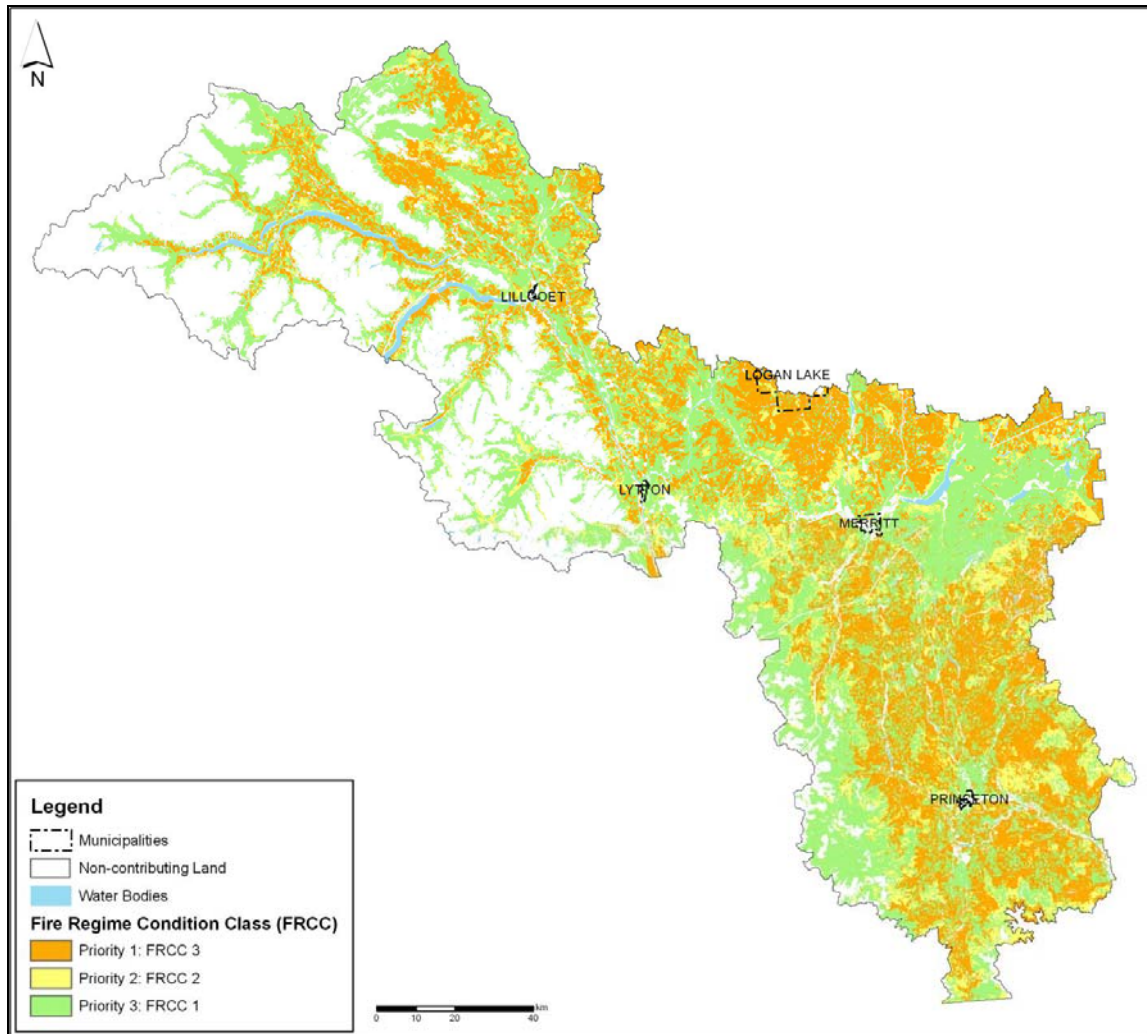 N
LILLOOET
LOGAN LAKE
LYTTON
MERRITT
PRINCETON
Legend
Municipalities
Non-contributing Land
Water Bodies
Fire Regime Condition Class (FRCC)
Priority 1: FRCC 3
Priority 2: FRCC 2
Priority 3: FRCC 1
km
0 10 20 40